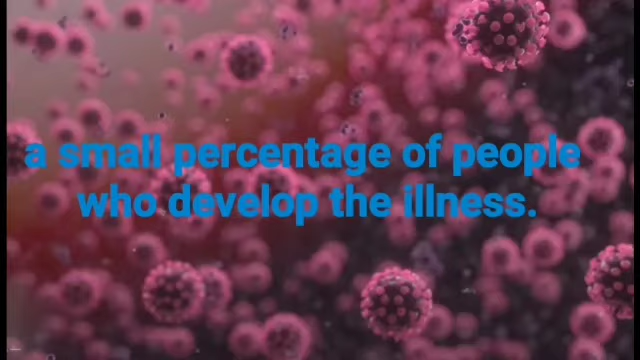 a small percentage of people
who develop the illness.